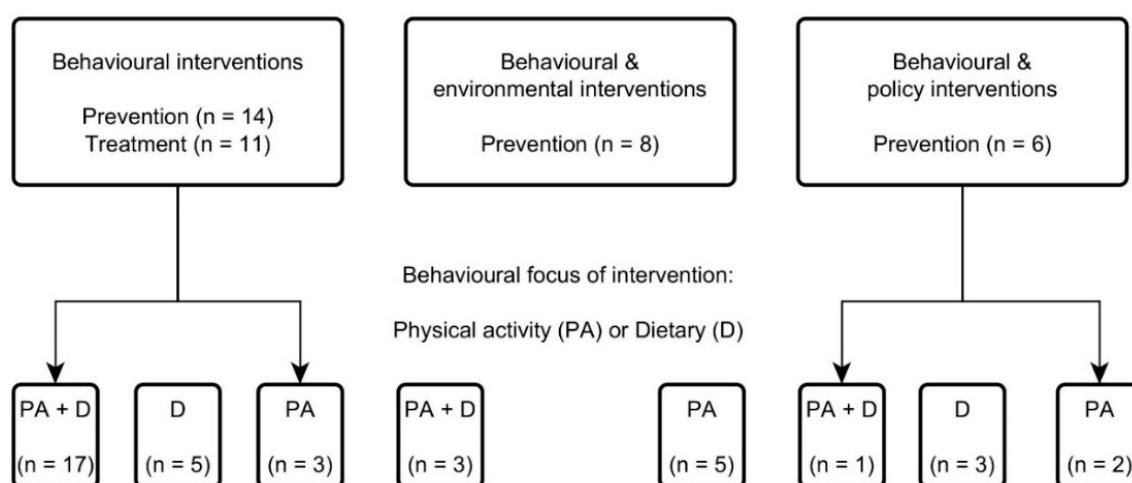 Behavioural interventions
Prevention (n = 14)
Treatment (n = 11)
Behavioural &
environmental interventions
Prevention (n = 8)
Behavioural &
policy interventions
Prevention (n = 6)
Behavioural focus of intervention:
Physical activity (PA) or Dietary (D)
PA + D
(n = 17)
D
(n = 5)
PA
(n = 3)
PA + D
(n = 3)
PA
(n = 5)
PA + D
(n = 1)
D
(n = 3)
PA
(n = 2)